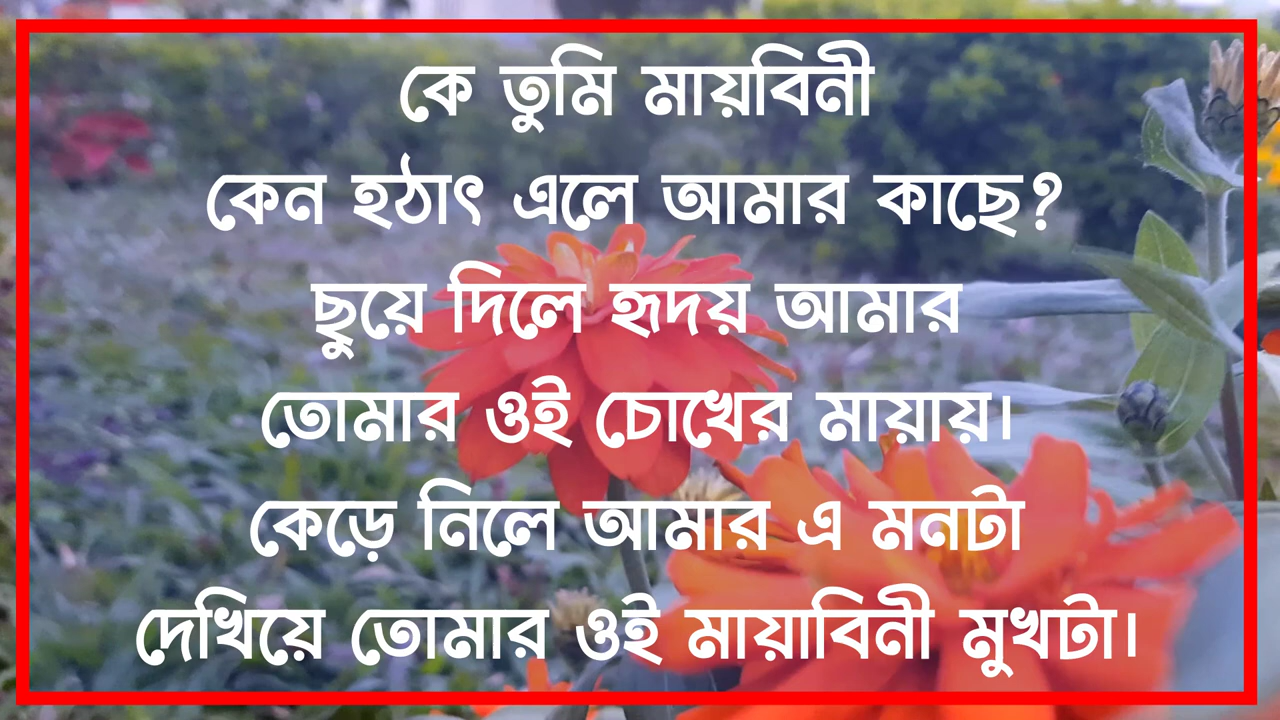 কে তুমি মায়বিনী
কেন হঠাৎ এলে আমার কাছে?
ছুয়ে দিলে হৃদয় আমার
তোমার ওই চোখের মায়ায়।
কেড়ে নিলে আমার এ মনটা
দেখিয়ে তোমার ওই মায়াবিনী মুখটা।